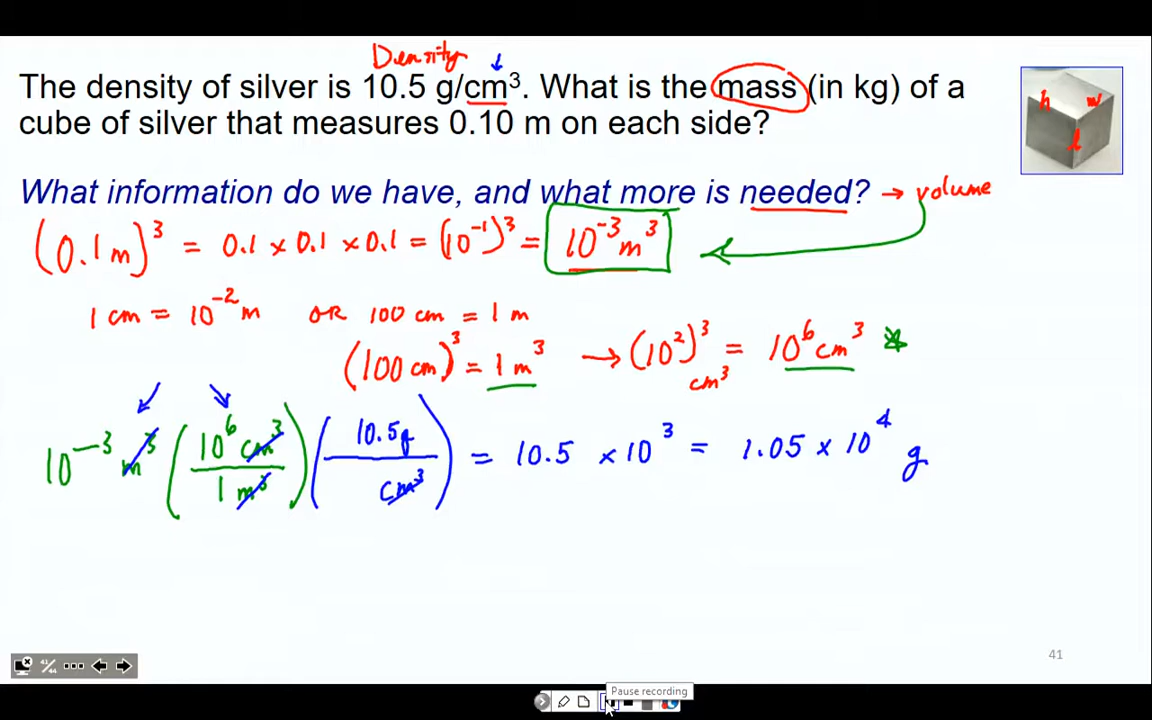 Density ↓
The density of silver is 10.5 g/cm³. What is the mass (in kg) of a
cube of silver that measures 0.10 m on each side?
h w l
What information do we have, and what more is needed? → volume
(0.1m)³ = 0.1 × 0.1 × 0.1 = (10⁻¹)³ = 10⁻³m³
1 cm = 10⁻² m OR 100 cm = 1 m
(100 cm)³ = 1 m³ → (10²)³ cm³ = 10⁶ cm³ *
10⁻³ m³ (10⁶ cm³ / 1 m³) (10.5g / cm³) = 10.5 × 10³ = 1.05 × 10⁴ g
41
Pause recording